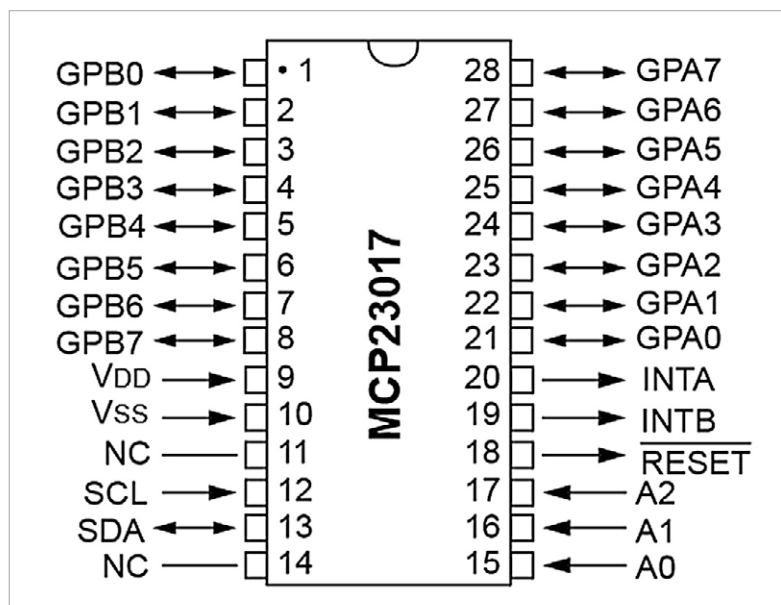 GPB0 • 1 28 GPA7
GPB1 2 27 GPA6
GPB2 3 26 GPA5
GPB3 4 25 GPA4
GPB4 5 24 GPA3
GPB5 6 23 GPA2
GPB6 7 22 GPA1
GPB7 8 21 GPA0
VDD 9 20 INTA
VSS 10 19 INTB
NC 11 18 RESET
SCL 12 17 A2
SDA 13 16 A1
NC 14 15 A0
MCP23017